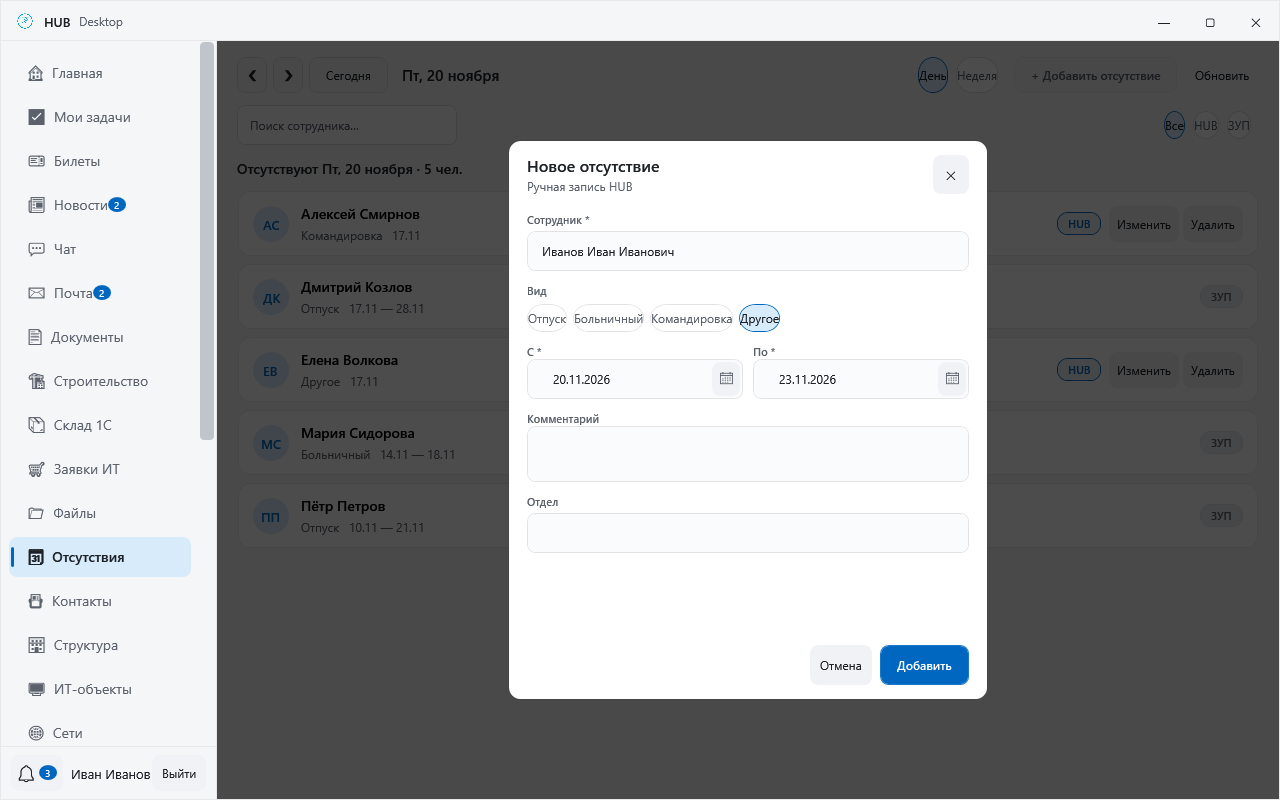 HUB Desktop
Главная
Мои задачи
Билеты
Новости 2
Чат
Почта 2
Документы
Строительство
Склад 1С
Заявки ИТ
Файлы
31 Отсутствия
Контакты
Структура
ИТ-объекты
Сети
3 Иван Иванов Выйти
Сегодня Пт, 20 ноября День Неделя + Добавить отсутствие Обновить
Поиск сотрудника... Все HUB ЗУП
Отсутствуют Пт, 20 ноября · 5 чел.
АС Алексей Смирнов
Командировка 17.11
HUB Изменить Удалить
ДК Дмитрий Козлов
Отпуск 17.11 — 28.11
ЗУП
ЕВ Елена Волкова
Другое 17.11
HUB Изменить Удалить
МС Мария Сидорова
Больничный 14.11 — 18.11
ЗУП
ПП Пётр Петров
Отпуск 10.11 — 21.11
ЗУП
Новое отсутствие
Ручная запись HUB
Сотрудник *
Иванов Иван Иванович
Вид
Отпуск Больничный Командировка Другое
С * По *
20.11.2026 23.11.2026
Комментарий
Отдел
Отмена Добавить